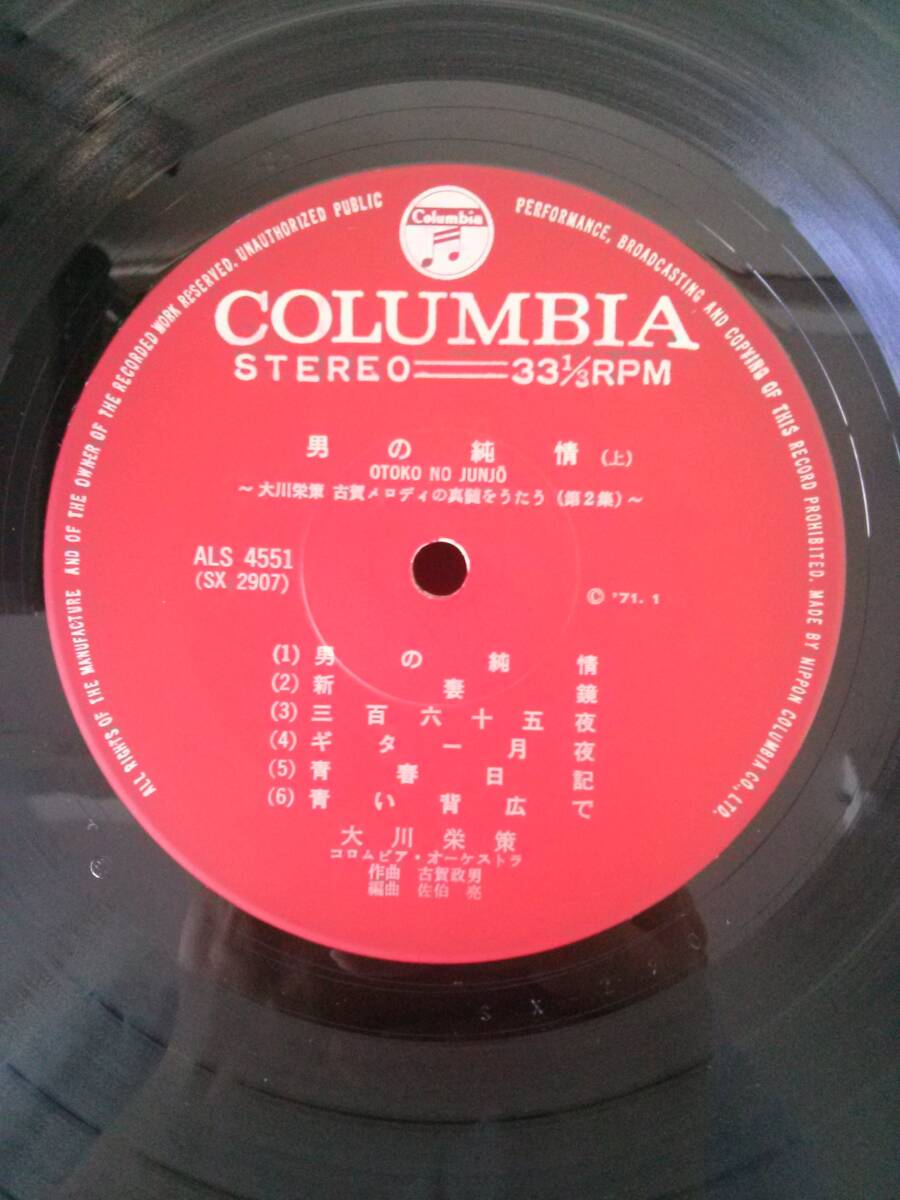 Columbia
ALL RIGHTS OF THE MANUFACTURE AND OF THE OWNER OF THE RECORDED WORK RESERVED. UNAUTHORIZED PUBLIC PERFORMANCE, BROADCASTING AND COPYING OF THIS RECORD PROHIBITED. MADE BY NIPPON COLUMBIA CO., LTD.
COLUMBIA
STEREO 33⅓RPM
男の純情(上)
OTOKO NO JUNJŌ
~大川栄策 古賀メロディの真髄をうたう(第2集)~
ALS 4551
(SX 2907)
Ⓒ '71. 1
(1) 男の純情
(2) 新妻鏡
(3) 三百六十五夜
(4) ギター月夜
(5) 青春日記
(6) 青い背広で
大川栄策
コロムビア・オーケストラ
作曲 古賀政男
編曲 佐伯 亮
S X 2 9 0